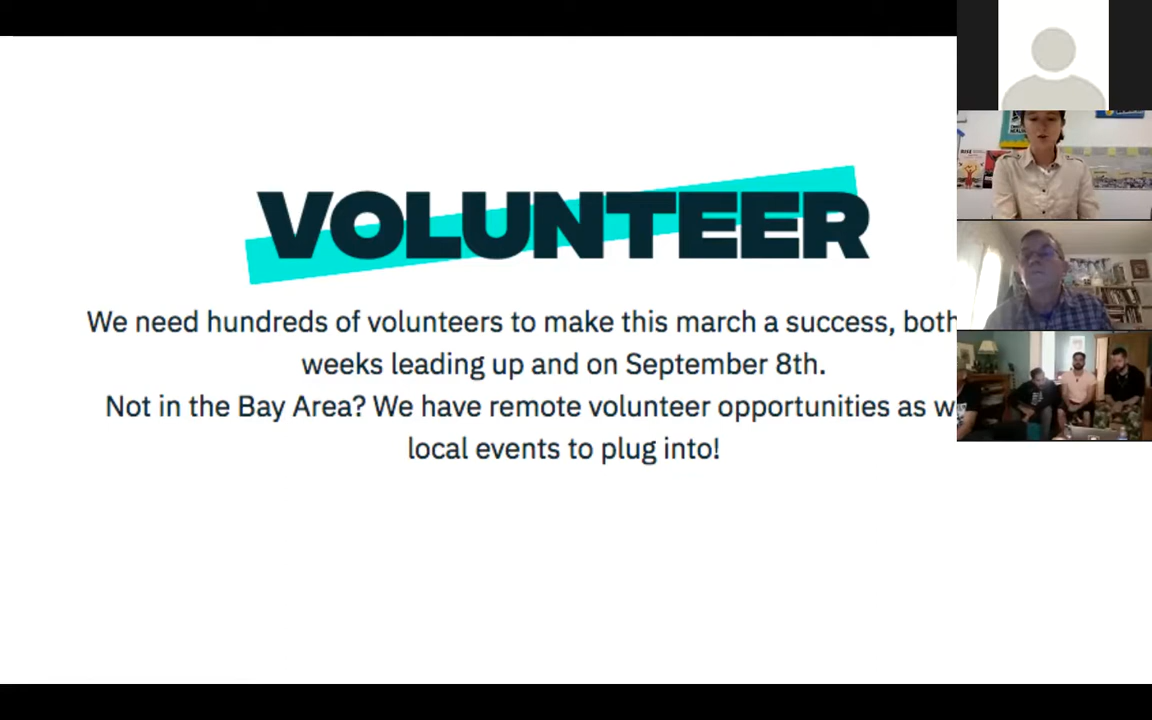 VOLUNTEER
We need hundreds of volunteers to make this march a success, both
weeks leading up and on September 8th.
Not in the Bay Area? We have remote volunteer opportunities as w
local events to plug into!